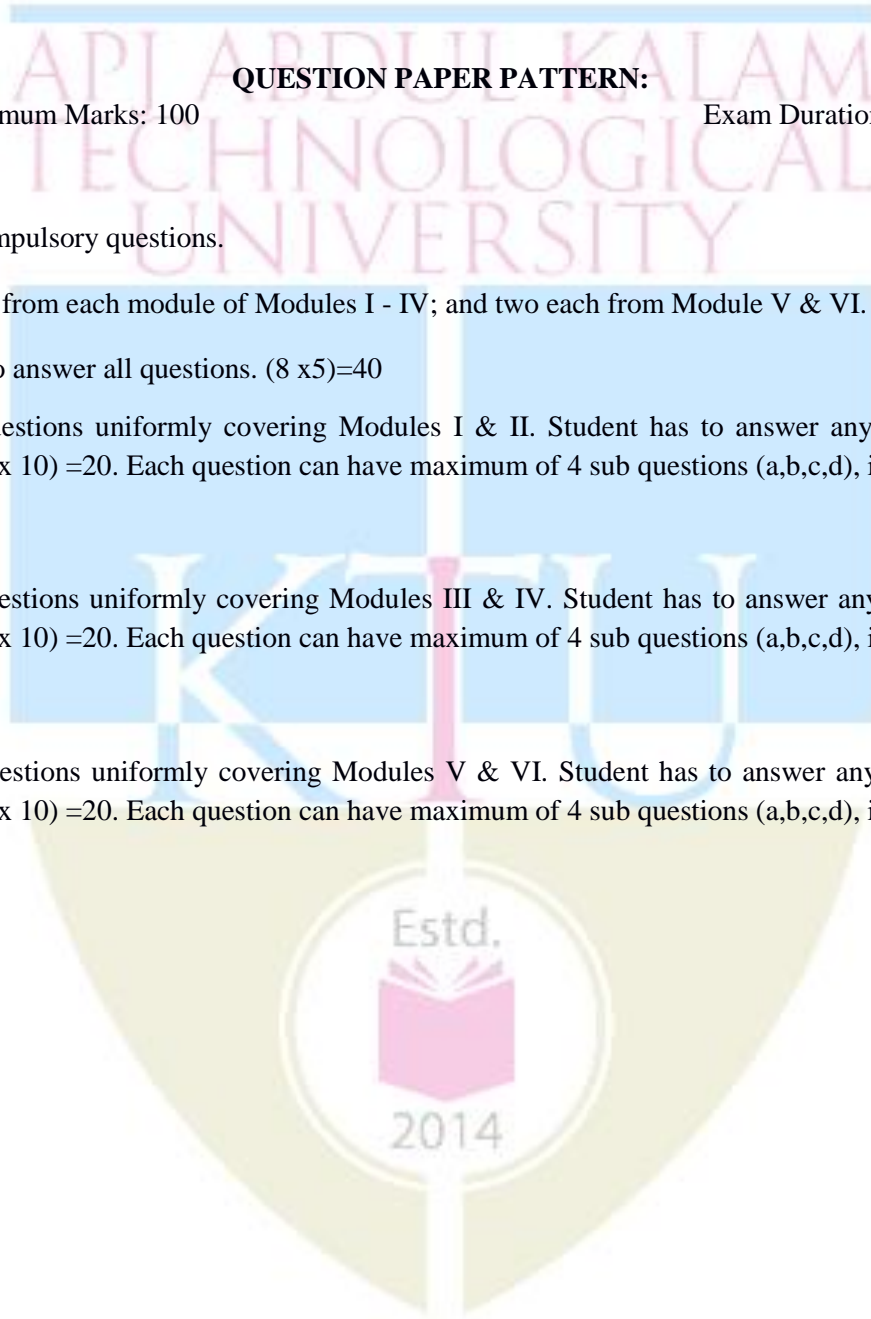 API ABDUL KALAM
TECHNOLOGICAL
UNIVERSITY
QUESTION PAPER PATTERN:
mum Marks: 100 Exam Duration
mpulsory questions.
from each module of Modules I - IV; and two each from Module V & VI.
o answer all questions. (8 x5)=40
estions uniformly covering Modules I & II. Student has to answer any
x 10) =20. Each question can have maximum of 4 sub questions (a,b,c,d), i
estions uniformly covering Modules III & IV. Student has to answer any
x 10) =20. Each question can have maximum of 4 sub questions (a,b,c,d), i
KTU
estions uniformly covering Modules V & VI. Student has to answer any
x 10) =20. Each question can have maximum of 4 sub questions (a,b,c,d), i
Estd.
2014